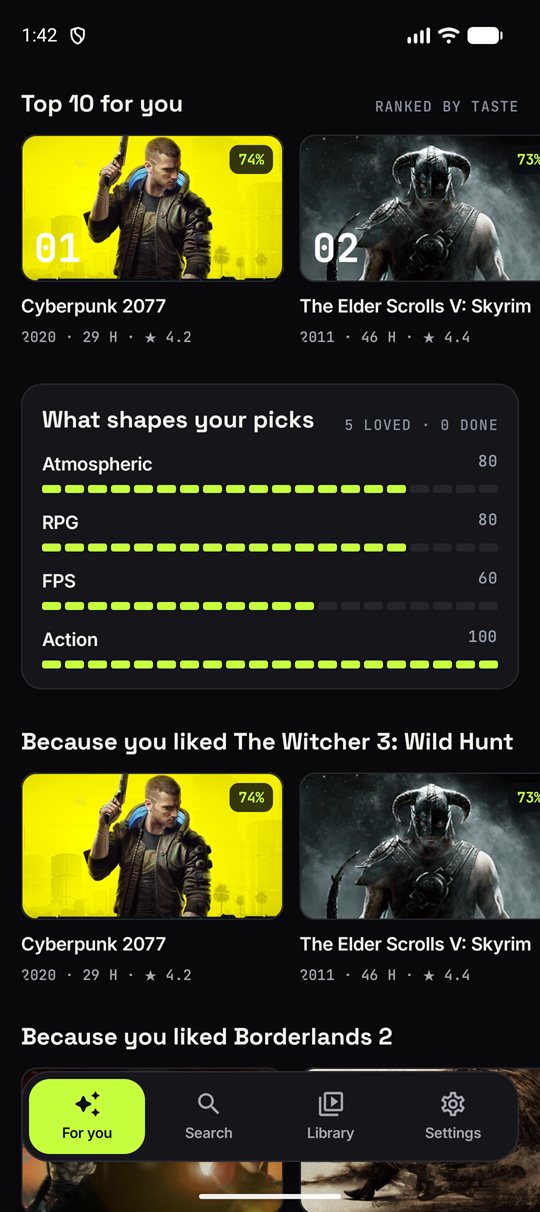 1:42
Top 10 for you
RANKED BY TASTE
74%
01
73%
02
Cyberpunk 2077
2020 · 29 H · ★ 4.2
The Elder Scrolls V: Skyrim
2011 · 46 H · ★ 4.4
What shapes your picks
5 LOVED · 0 DONE
Atmospheric 80
RPG 80
FPS 60
Action 100
Because you liked The Witcher 3: Wild Hunt
74%
73%
Cyberpunk 2077
2020 · 29 H · ★ 4.2
The Elder Scrolls V: Skyrim
2011 · 46 H · ★ 4.4
Because you liked Borderlands 2
For you
Search
Library
Settings